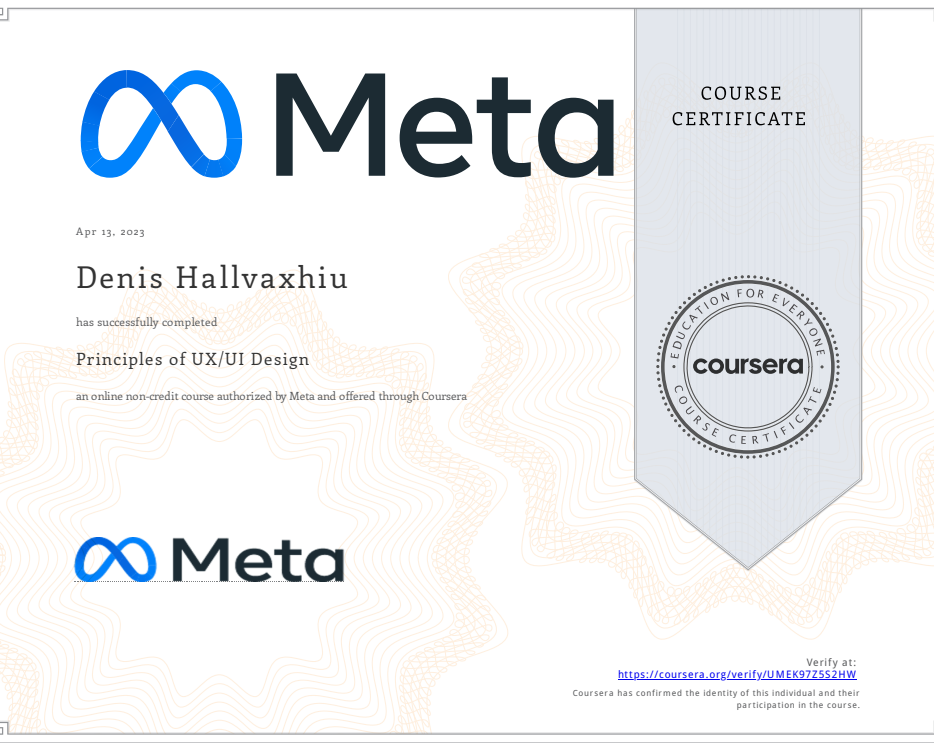 Meta
COURSE
CERTIFICATE
Apr 13, 2023
Denis Hallvaxhiu
has successfully completed
Principles of UX/UI Design
an online non-credit course authorized by Meta and offered through Coursera
EDUCATION FOR EVERYONE
coursera
COURSE CERTIFICATE
Meta
Verify at:
https://coursera.org/verify/UMEK97Z5S2HW
Coursera has confirmed the identity of this individual and their
participation in the course.